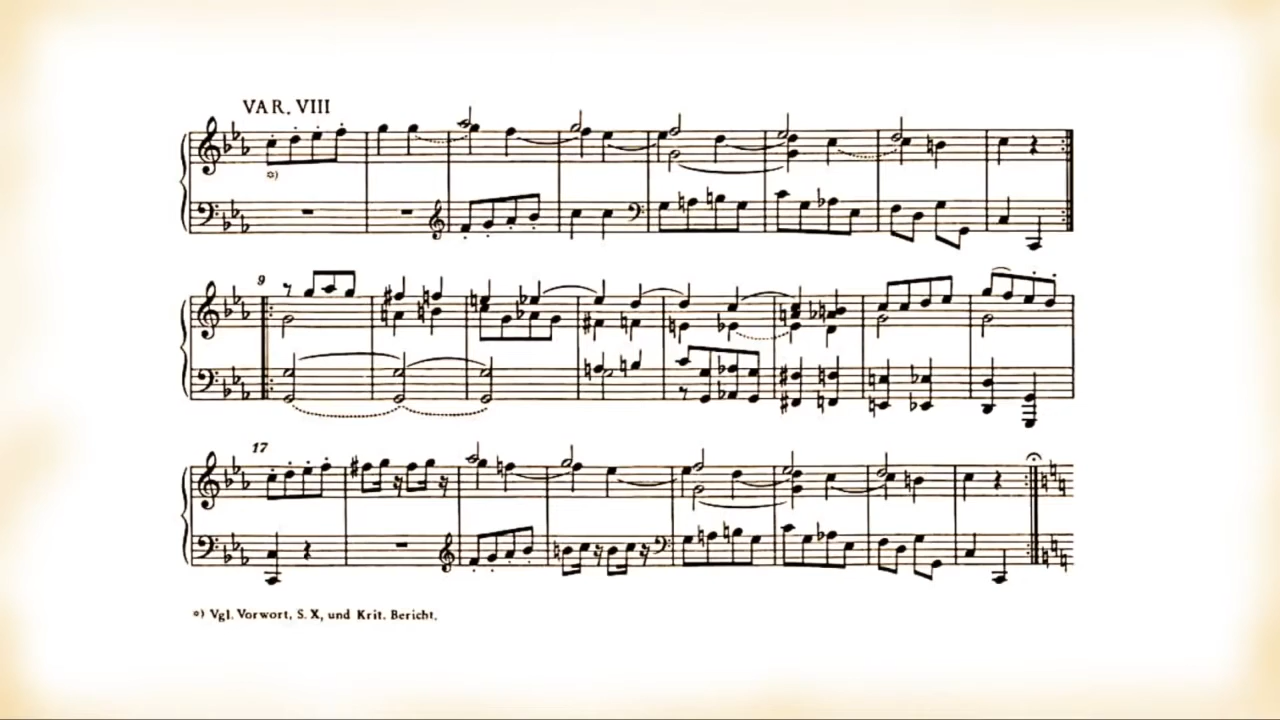 VAR. VIII
*)
9
17
*) Vgl. Vorwort, S. X, und Krit. Bericht.